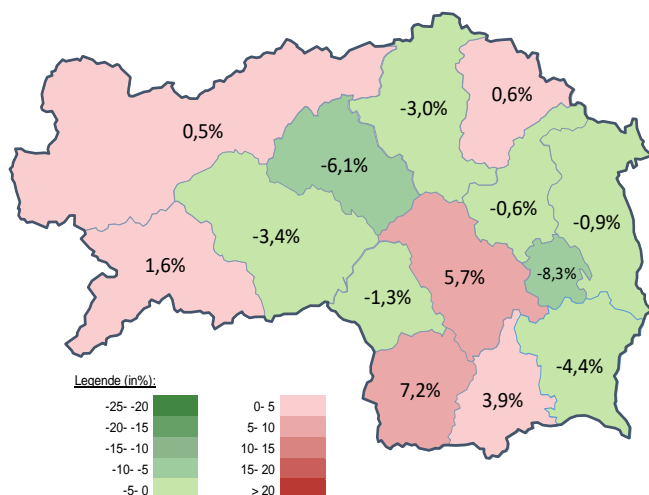 0,6%
-3,0%
0,5%
-6,1%
-0,6%
-0,9%
-3,4%
1,6%
5,7%
-8,3%
-1,3%
-4,4%
7,2%
3,9%
Legende (in%):
-25- -20 0- 5
-20- -15 5- 10
-15- -10 10- 15
-10- -5 15- 20
-5- 0 > 20